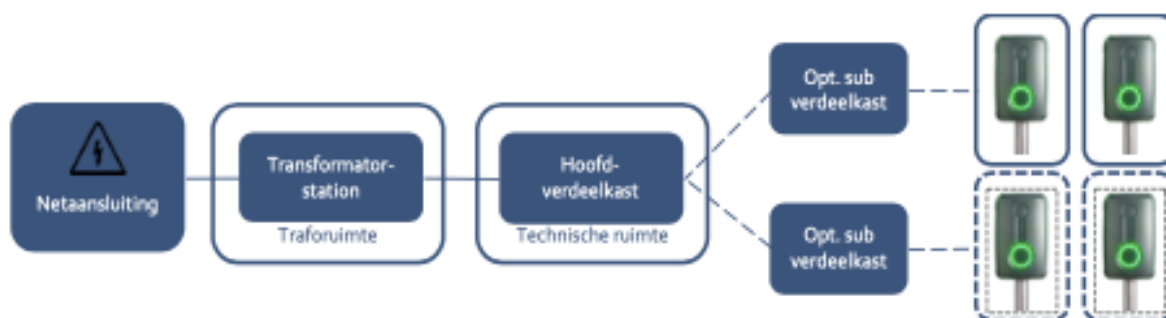 Netaansluiting
Transformator-
station
Traforuimte
Hoofd-
verdeelkast
Technische ruimte
Opt. sub
verdeelkast
Opt. sub
verdeelkast